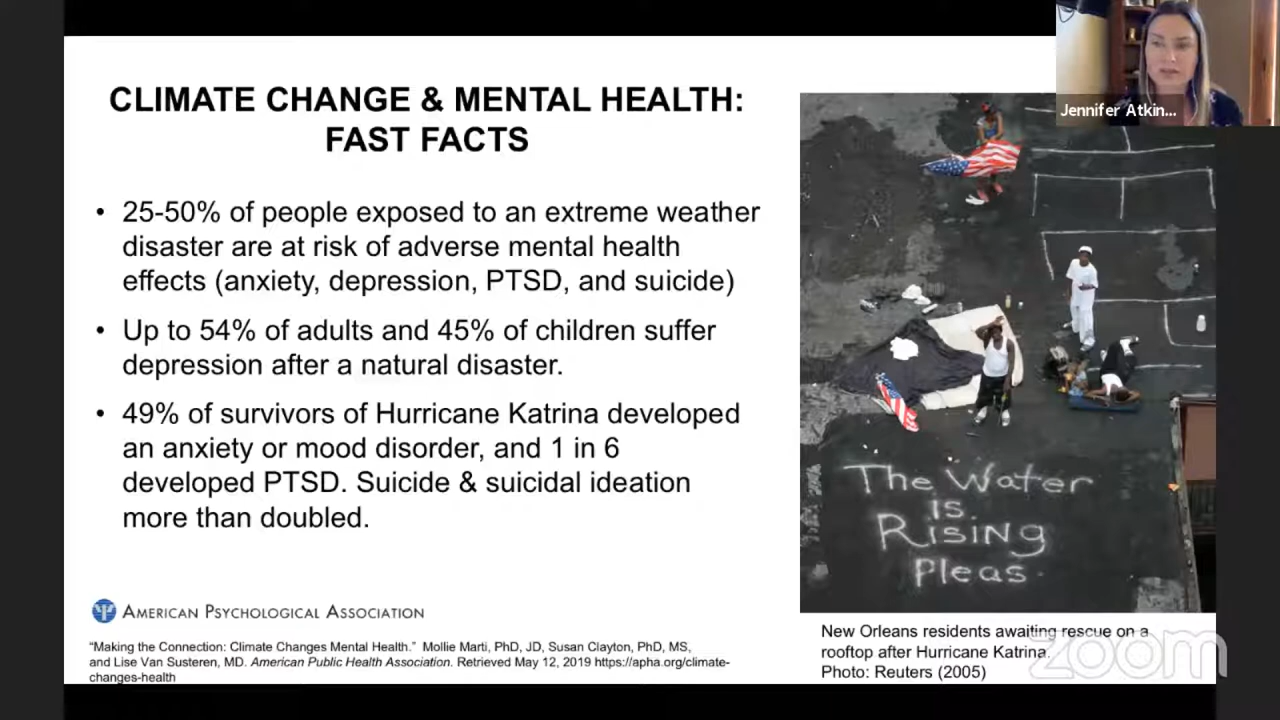 Jennifer Atkin...
CLIMATE CHANGE & MENTAL HEALTH:
FAST FACTS
• 25-50% of people exposed to an extreme weather
disaster are at risk of adverse mental health
effects (anxiety, depression, PTSD, and suicide)
• Up to 54% of adults and 45% of children suffer
depression after a natural disaster.
• 49% of survivors of Hurricane Katrina developed
an anxiety or mood disorder, and 1 in 6
developed PTSD. Suicide & suicidal ideation
more than doubled.
AMERICAN PSYCHOLOGICAL ASSOCIATION
“Making the Connection: Climate Changes Mental Health.” Mollie Marti, PhD, JD, Susan Clayton, PhD, MS,
and Lise Van Susteren, MD. American Public Health Association. Retrieved May 12, 2019 https://apha.org/climate-
changes-health
The Water
is
Rising
Pleas
New Orleans residents awaiting rescue on a
rooftop after Hurricane Katrina.
Photo: Reuters (2005)
zoom